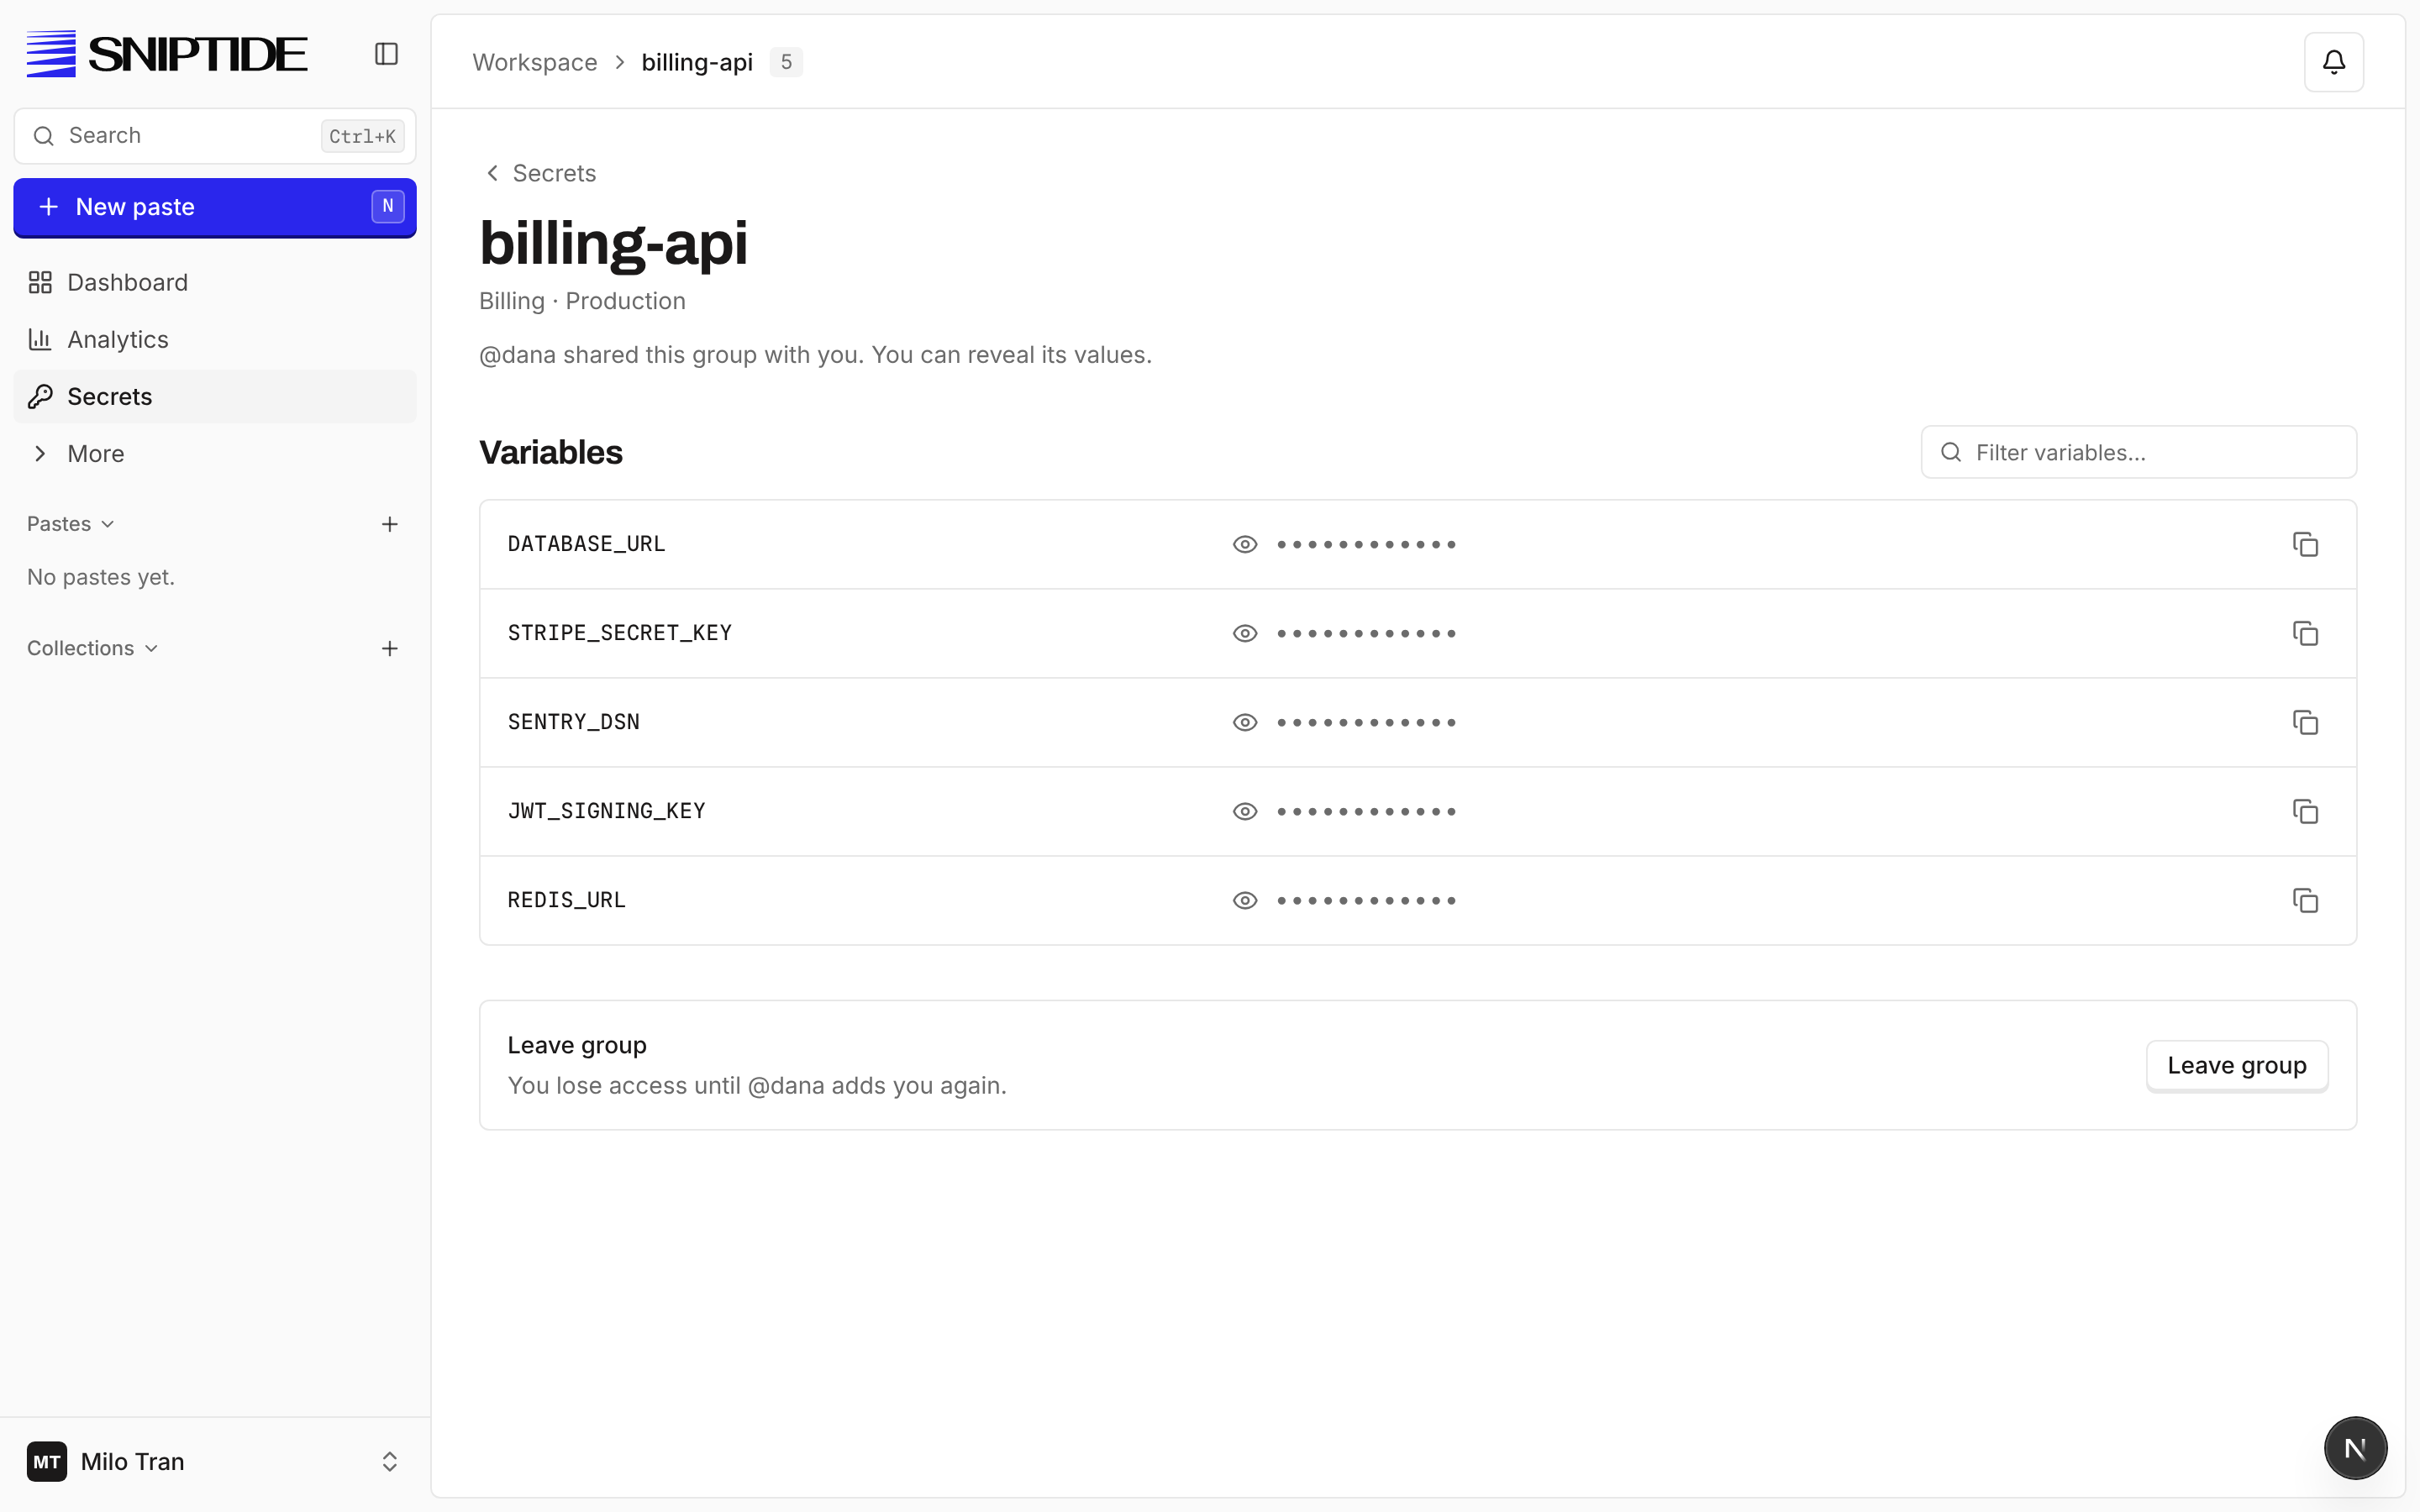 SNIPTIDE
Search Ctrl+K
New paste N
Dashboard
Analytics
Secrets
More
Pastes
No pastes yet.
Collections
MT Milo Tran
Workspace billing-api 5
Secrets
billing-api
Billing · Production
@dana shared this group with you. You can reveal its values.
Variables
Filter variables...
DATABASE_URL ••••••••••••
STRIPE_SECRET_KEY ••••••••••••
SENTRY_DSN ••••••••••••
JWT_SIGNING_KEY ••••••••••••
REDIS_URL ••••••••••••
Leave group
You lose access until @dana adds you again.
Leave group
N